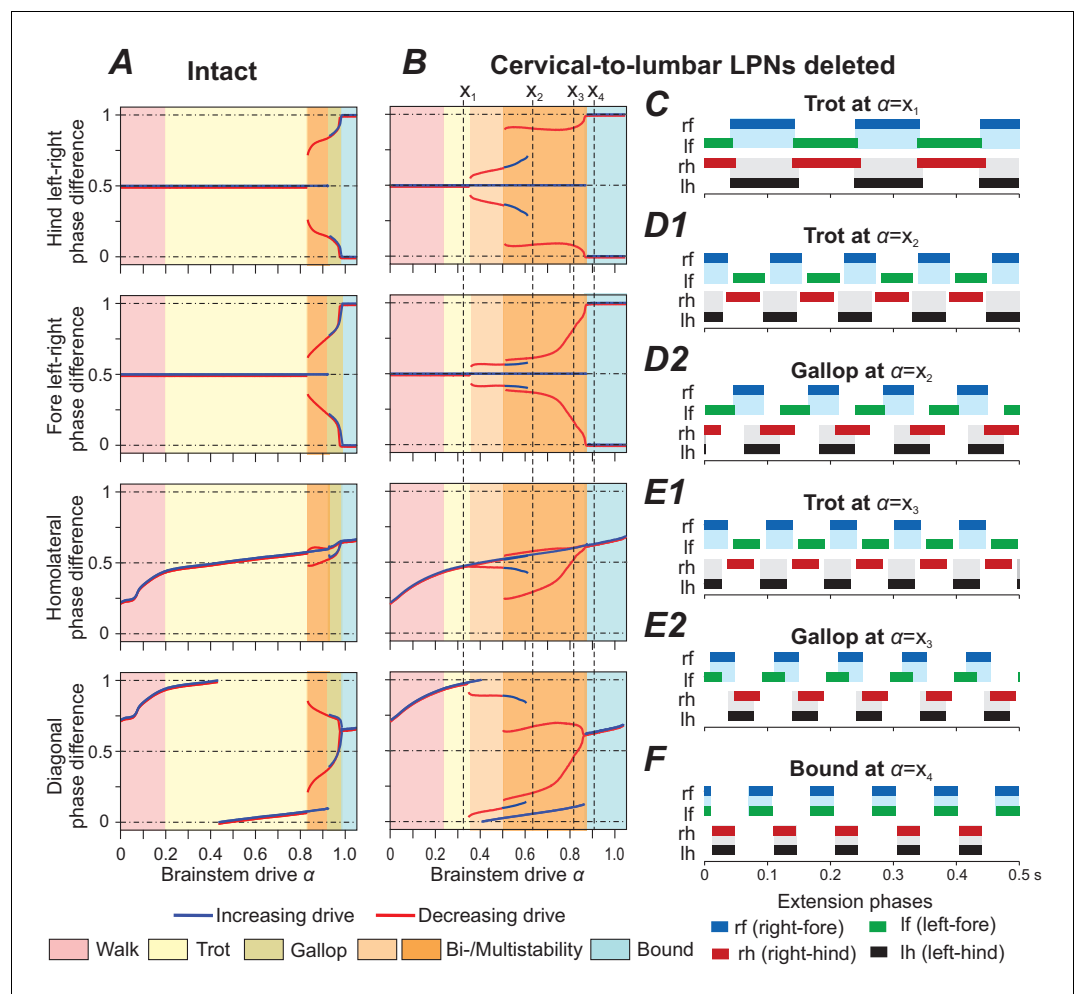 A
Intact
B
Cervical-to-lumbar LPNs deleted
x1
x2
x3
x4
Hind left-right
phase difference
1
0.5
0
Fore left-right
phase difference
1
0.5
0
Homolateral
phase difference
1
0.5
0
Diagonal
phase difference
1
0.5
0
0 0.2 0.4 0.6 0.8 1.0
Brainstem drive α
0 0.2 0.4 0.6 0.8 1.0
Brainstem drive α
C
Trot at α=x1
rf
lf
rh
lh
D1
Trot at α=x2
rf
lf
rh
lh
D2
Gallop at α=x2
rf
lf
rh
lh
E1
Trot at α=x3
rf
lf
rh
lh
E2
Gallop at α=x3
rf
lf
rh
lh
F
Bound at α=x4
rf
lf
rh
lh
0 0.1 0.2 0.3 0.4 0.5 s
Extension phases
Increasing drive
Decreasing drive
Walk
Trot
Gallop
Bi-/Multistability
Bound
rf (right-fore)
lf (left-fore)
rh (right-hind)
lh (left-hind)